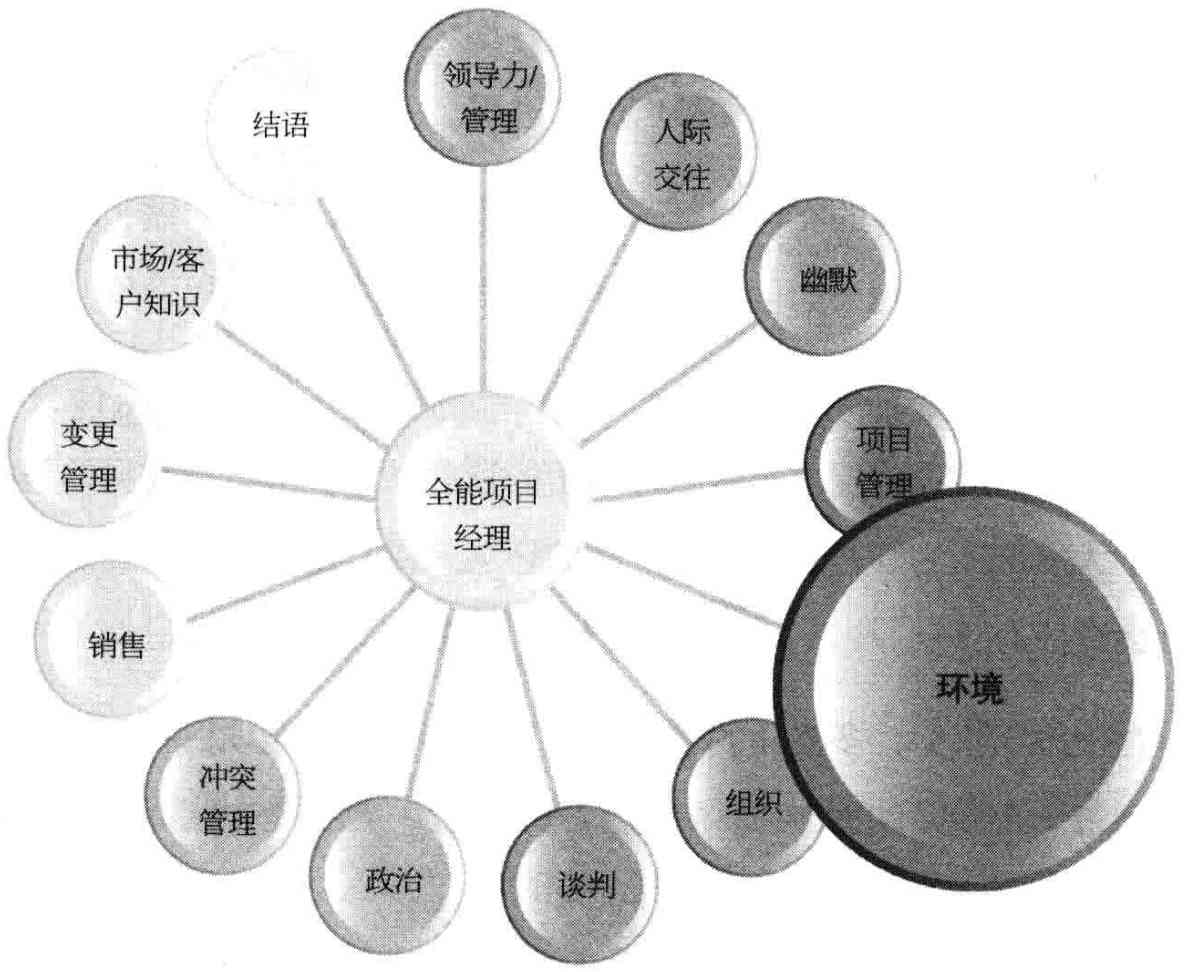 领导力/
管理
人际
交往
幽默
项目
管理
环境
组织
谈判
政治
冲突
管理
销售
变更
管理
市场/客
户知识
结语
全能项目
经理